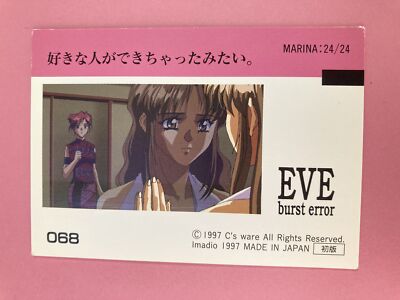 MARINA:24/24
好きな人ができちゃったみたい。
EVE
burst error
068
Ⓒ1997 C's ware All Rights Reserved.
Imadio 1997 MADE IN JAPAN 初版